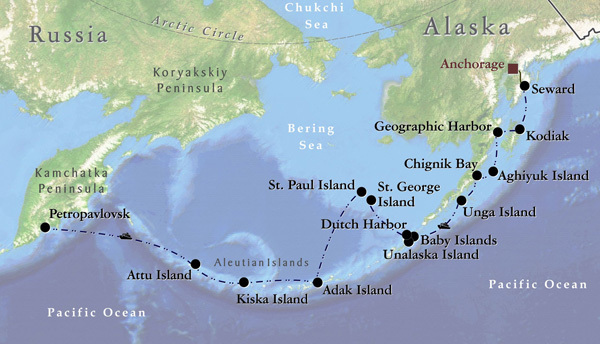 Chukchi
Sea
Arctic Circle
Russia
Alaska
Anchorage
Koryakskiy
Peninsula
Seward
Bering
Sea
Geographic Harbor
Kodiak
Chignik Bay
Aghiyuk Island
Kamchatka
Peninsula
St. Paul Island
St. George
Island
Unga Island
Petropavlovsk
Dutch Harbor
Baby Islands
Unalaska Island
Aleutian Islands
Attu Island
Kiska Island
Adak Island
Pacific Ocean
Pacific Ocean